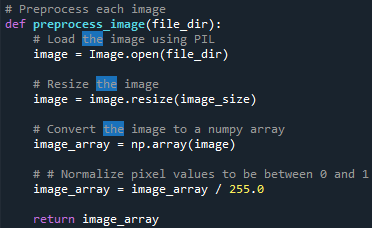 # Preprocess each image
def preprocess_image(file_dir):
    # Load the image using PIL
    image = Image.open(file_dir)

    # Resize the image
    image = image.resize(image_size)

    # Convert the image to a numpy array
    image_array = np.array(image)

    # # Normalize pixel values to be between 0 and 1
    image_array = image_array / 255.0

    return image_array